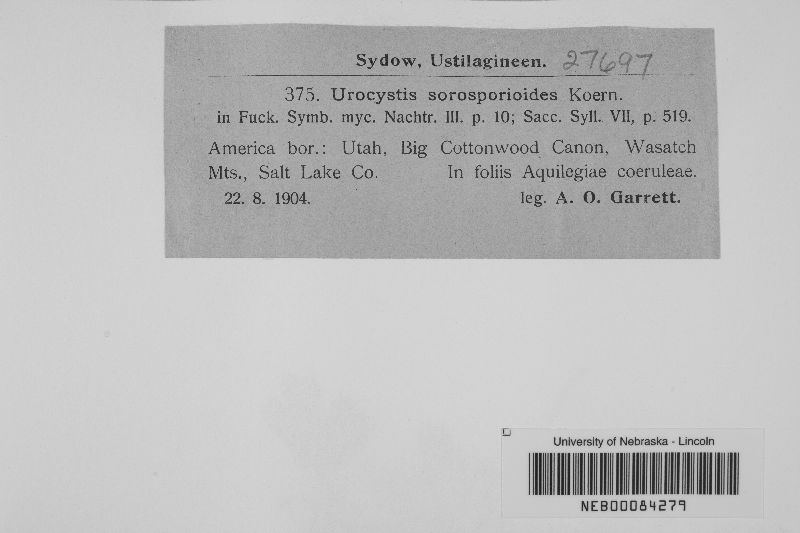 Sydow, Ustilagineen. 27697
375. Urocystis sorosporioides Koern.
in Fuck. Symb. myc. Nachtr. III. p. 10; Sacc. Syll. VII, p. 519.
America bor.: Utah, Big Cottonwood Canon, Wasatch
Mts., Salt Lake Co. In foliis Aquilegiae coeruleae.
22. 8. 1904. leg. A. O. Garrett.
University of Nebraska - Lincoln
NEB00084279